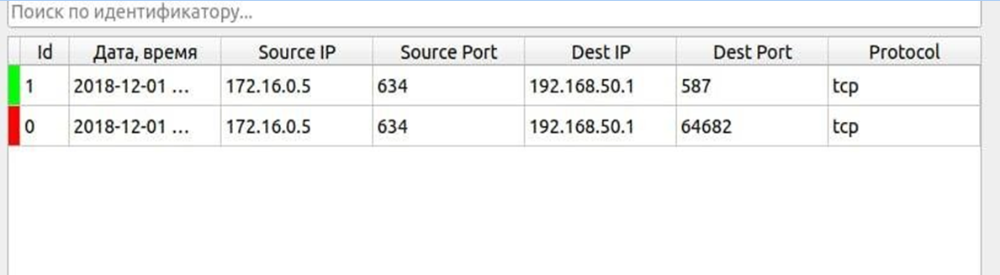 Поиск по идентификатору...
Id Дата, время Source IP Source Port Dest IP Dest Port Protocol
1 2018-12-01 ... 172.16.0.5 634 192.168.50.1 587 tcp
0 2018-12-01 ... 172.16.0.5 634 192.168.50.1 64682 tcp